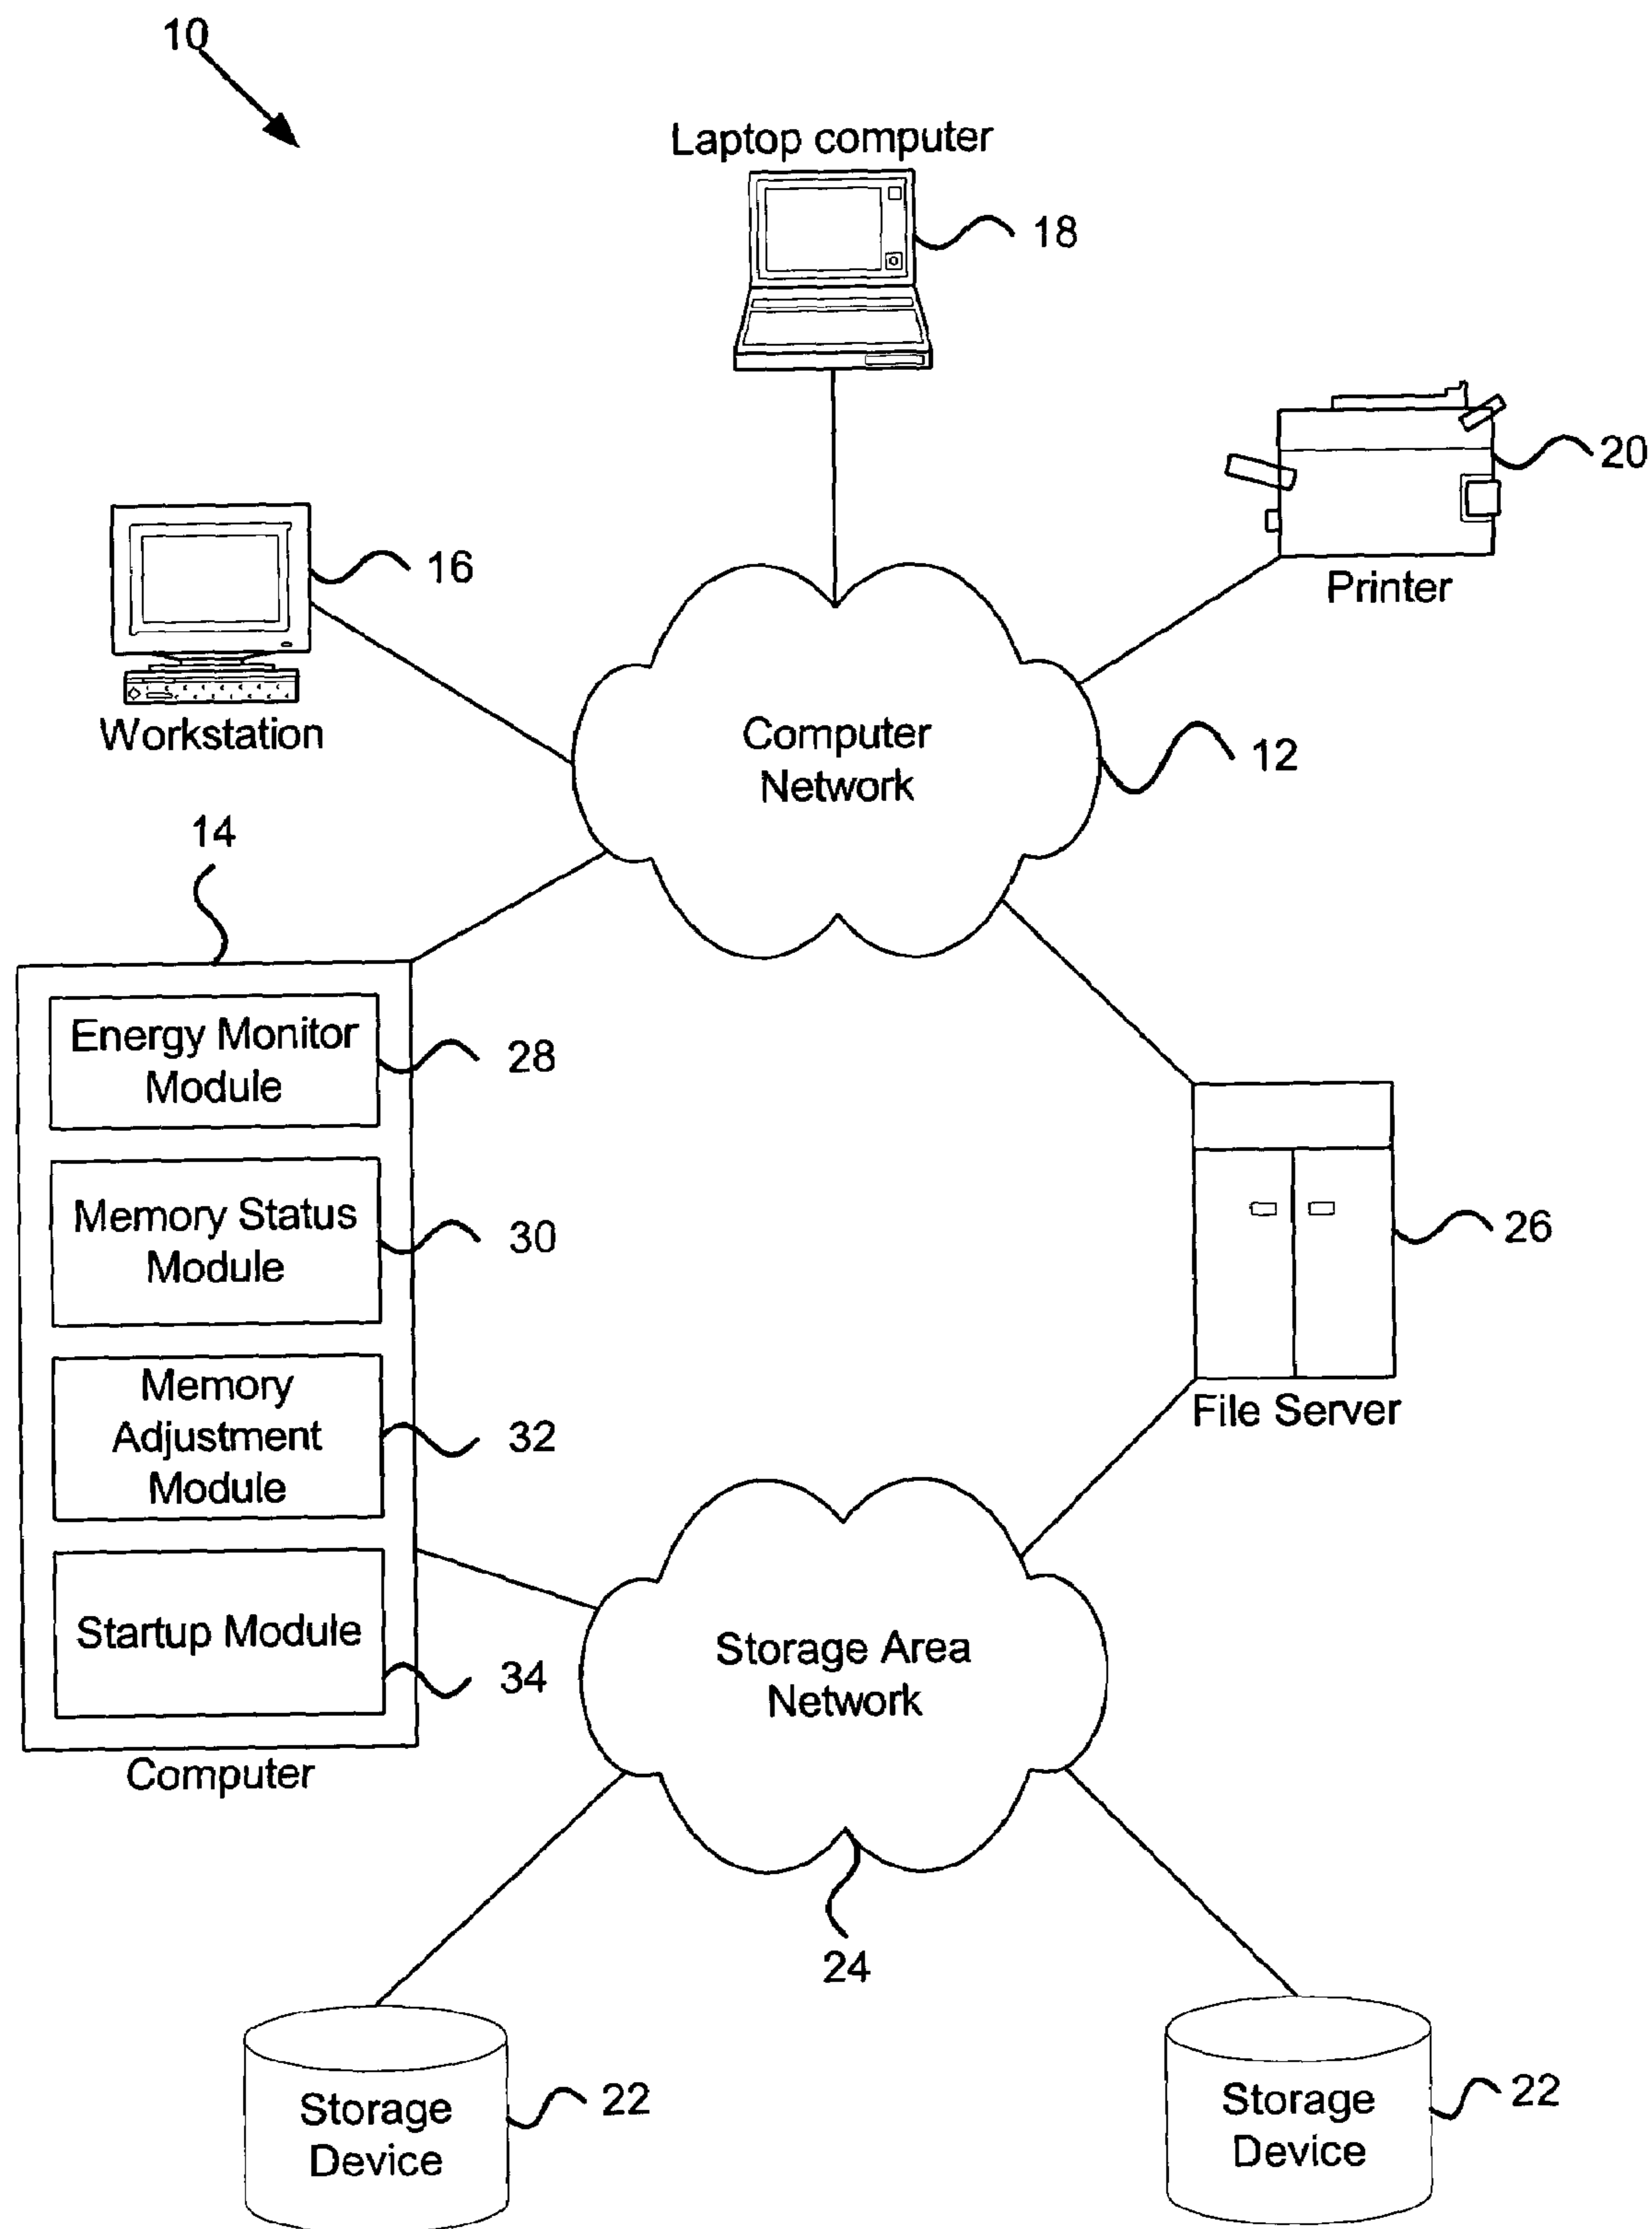 10
Laptop computer
18
20
Printer
16
Workstation
Computer
Network
12
14
Energy Monitor
Module
28
Memory Status
Module
30
Memory
Adjustment
Module
32
Startup Module
34
Computer
26
File Server
Storage Area
Network
24
Storage
Device
22
Storage
Device
22